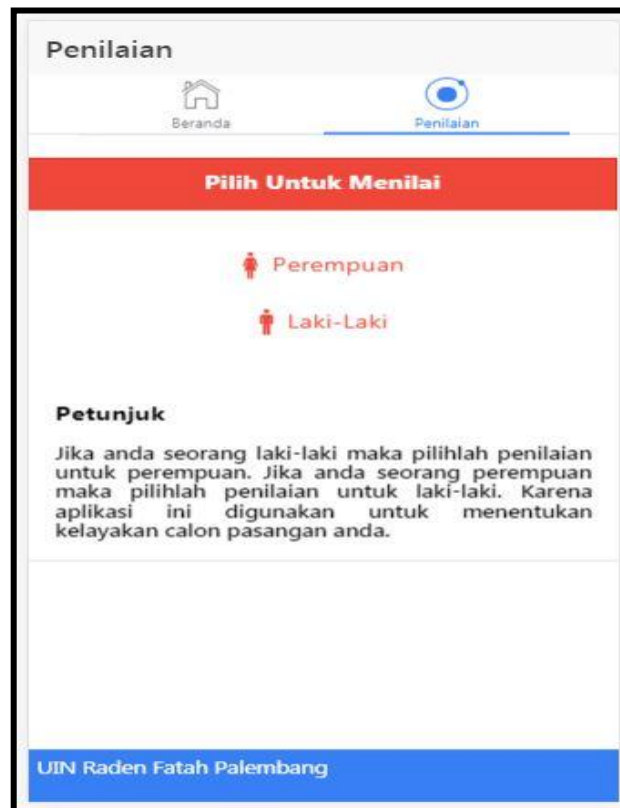 Penilaian
Beranda
Penilaian
Pilih Untuk Menilai
Perempuan
Laki-Laki
Petunjuk
Jika anda seorang laki-laki maka pilihlah penilaian
untuk perempuan. Jika anda seorang perempuan
maka pilihlah penilaian untuk laki-laki. Karena
aplikasi ini digunakan untuk menentukan
kelayakan calon pasangan anda.
UIN Raden Fatah Palembang